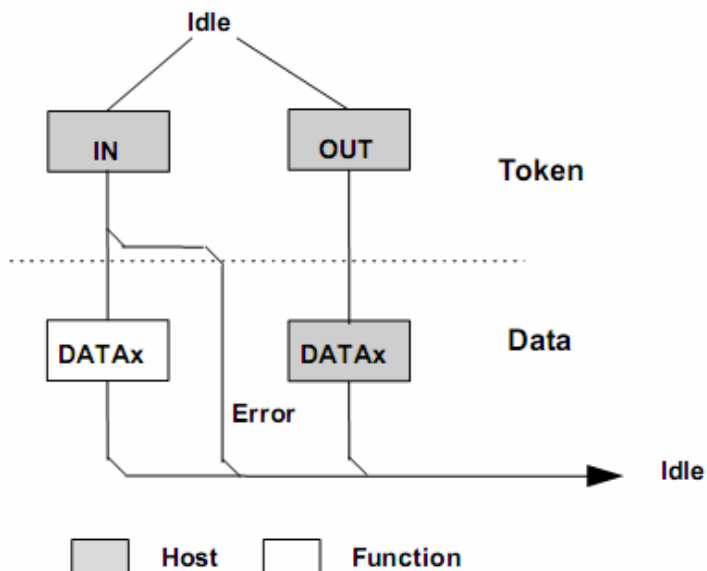 Idle
IN
OUT
Token
DATAx
DATAx
Data
Error
Idle
Host
Function